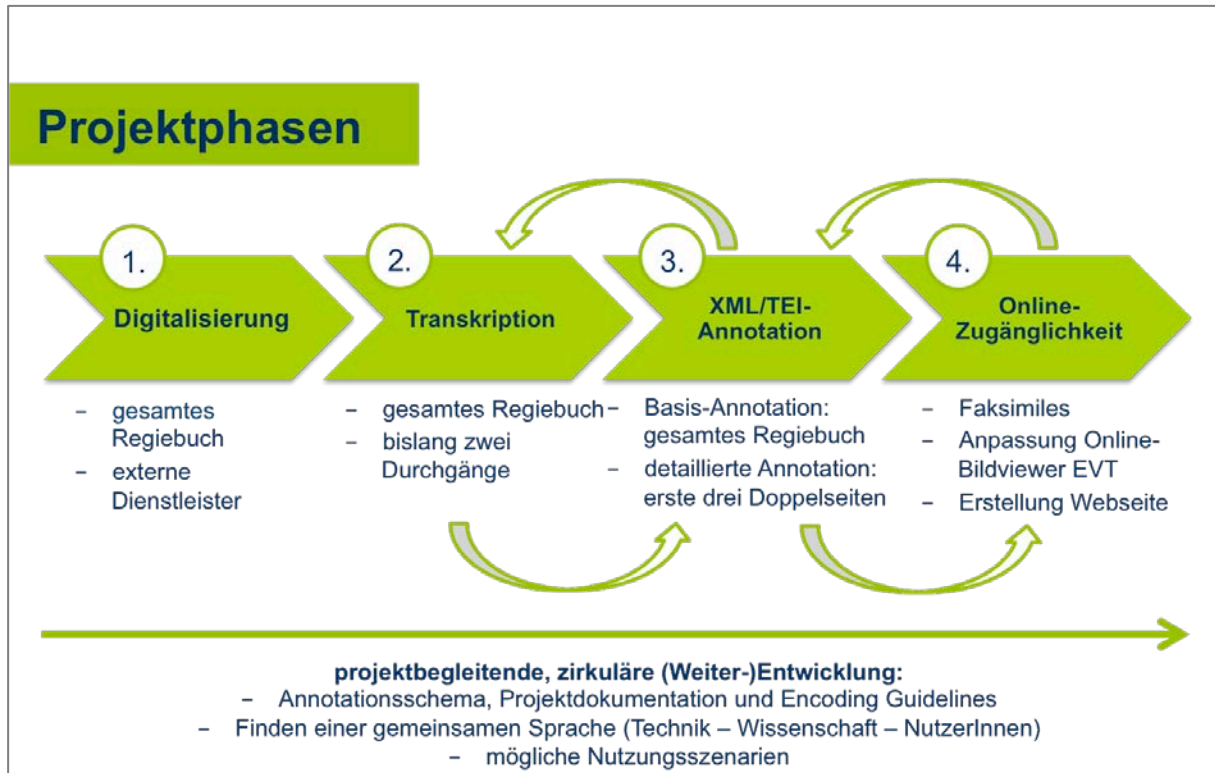 Projektphasen
1.
Digitalisierung
– gesamtes
Regiebuch
– externe
Dienstleister
2.
Transkription
– gesamtes Regiebuch
– bislang zwei
Durchgänge
3.
XML/TEI-
Annotation
– Basis-Annotation:
gesamtes Regiebuch
– detaillierte Annotation:
erste drei Doppelseiten
4.
Online-
Zugänglichkeit
– Faksimiles
– Anpassung Online-
Bildviewer EVT
– Erstellung Webseite
projektbegleitende, zirkuläre (Weiter-)Entwicklung:
– Annotationsschema, Projektdokumentation und Encoding Guidelines
– Finden einer gemeinsamen Sprache (Technik – Wissenschaft – NutzerInnen)
– mögliche Nutzungsszenarien